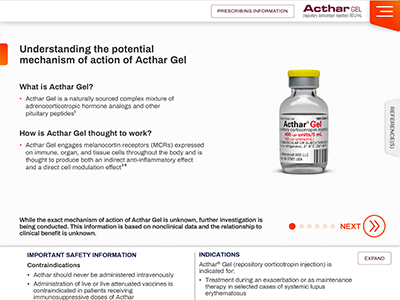 PRESCRIBING INFORMATION
Acthar GEL
(repository corticotropin injection) 80 U/mL
Understanding the potential
mechanism of action of Acthar Gel
What is Acthar Gel?
• Acthar Gel is a naturally sourced complex mixture of
adrenocorticotropic hormone analogs and other
pituitary peptides¹
How is Acthar Gel thought to work?
• Acthar Gel engages melanocortin receptors (MCRs) expressed
on immune, organ, and tissue cells throughout the body and is
thought to produce both an indirect anti-inflammatory effect
and a direct cell modulation effect
Acthar® Gel
(repository corticotropin injection)
400 USP units/5 mL
REFERENCE(S)
While the exact mechanism of action of Acthar Gel is unknown, further investigation is
being conducted. This information is based on nonclinical data and the relationship to
clinical benefit is unknown.
NEXT
IMPORTANT SAFETY INFORMATION
Contraindications
• Acthar should never be administered intravenously
• Administration of live or live attenuated vaccines is
contraindicated in patients receiving
immunosuppressive doses of Acthar
INDICATIONS
EXPAND
Acthar® Gel (repository corticotropin injection) is
indicated for:
• Treatment during an exacerbation or as maintenance
therapy in selected cases of systemic lupus
erythematosus